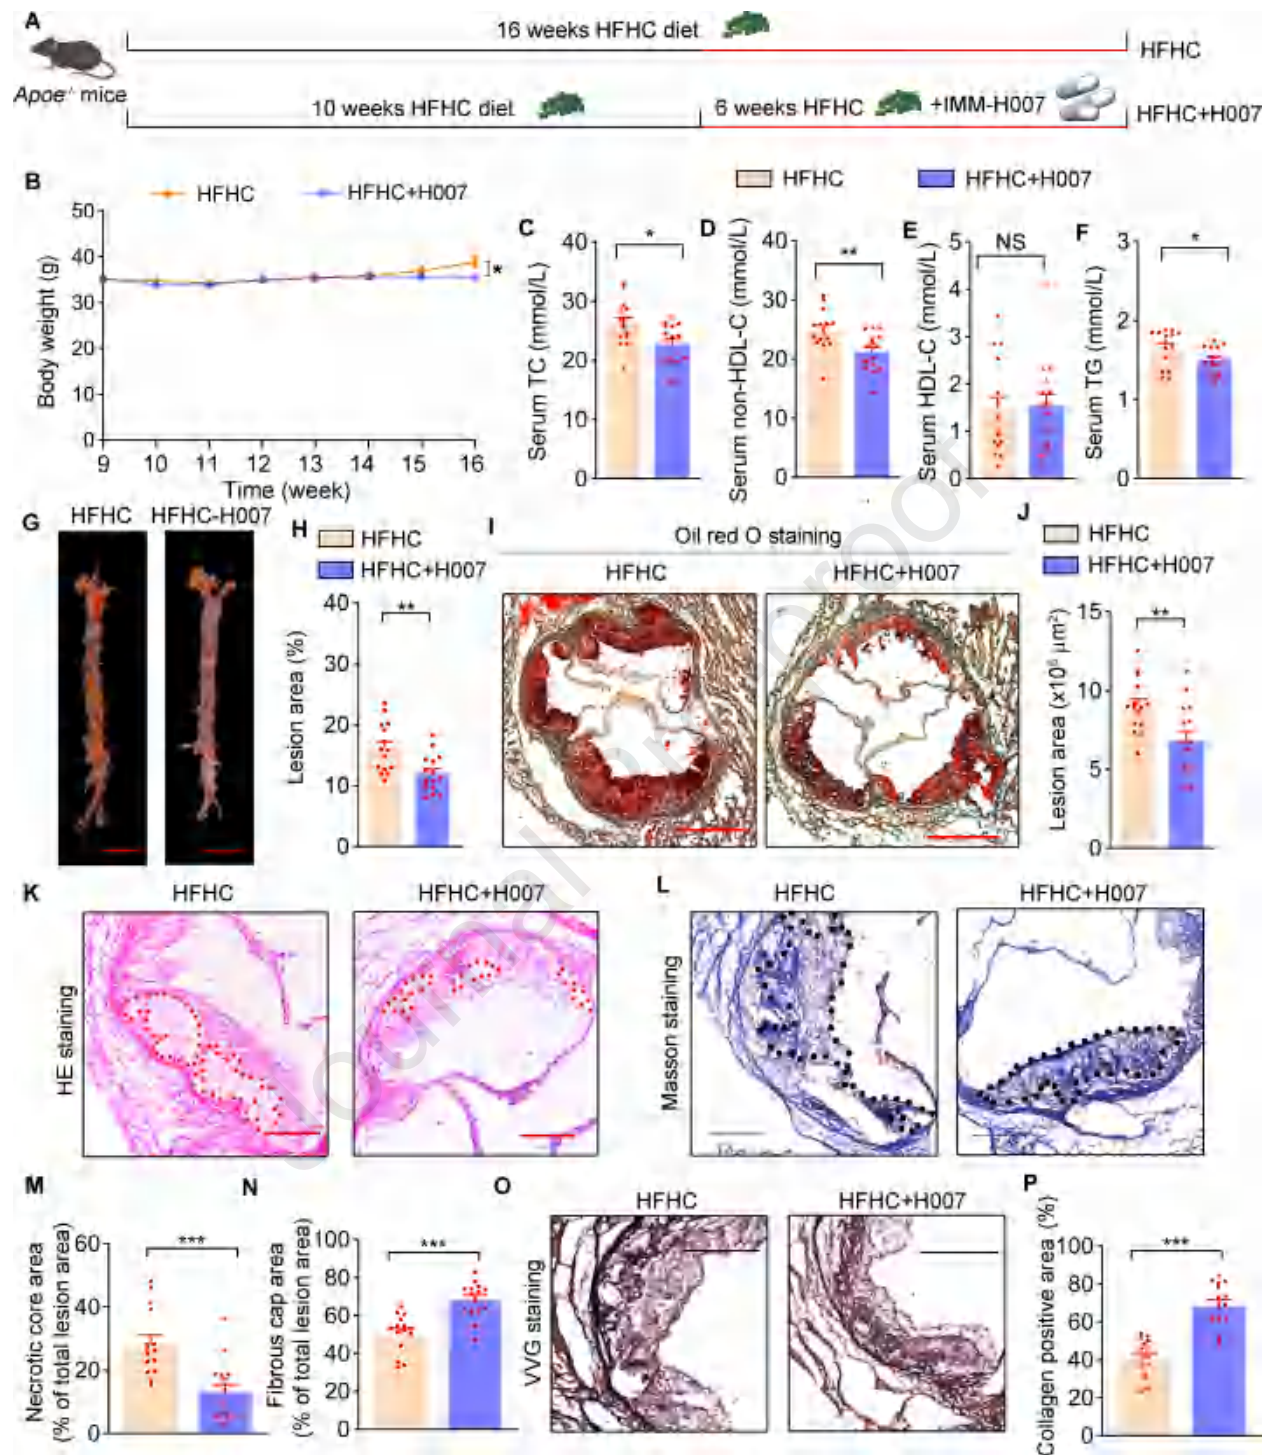 A
16 weeks HFHC diet
HFHC
Apoe-/- mice
10 weeks HFHC diet
6 weeks HFHC
+IMM-H007
HFHC+H007
B
HFHC
HFHC+H007
Body weight (g)
50
40
30
20
10
0
9 10 11 12 13 14 15 16
Time (week)
*
HFHC
HFHC+H007
C
Serum TC (mmol/L)
40
30
20
10
0
*
D
Serum non-HDL-C (mmol/L)
40
30
20
10
0
**
E
Serum HDL-C (mmol/L)
5
4
3
2
1
0
NS
F
Serum TG (mmol/L)
3
2
1
0
*
G
HFHC
HFHC-H007
H
HFHC
HFHC+H007
Lesion area (%)
40
30
20
10
0
**
I
Oil red O staining
HFHC
HFHC+H007
J
HFHC
HFHC+H007
Lesion area
15
10
5
0
**
K
HFHC
HFHC+H007
HE staining
L
HFHC
HFHC+H007
Masson staining
M
Necrotic core area
(% of total lesion area)
60
40
20
0
***
N
Fibrous cap area
(% of total lesion area)
100
80
60
40
20
0
***
O
HFHC
HFHC+H007
VVG staining
P
Collagen positive area (%)
100
80
60
40
20
0
***
Journal Pre-proof